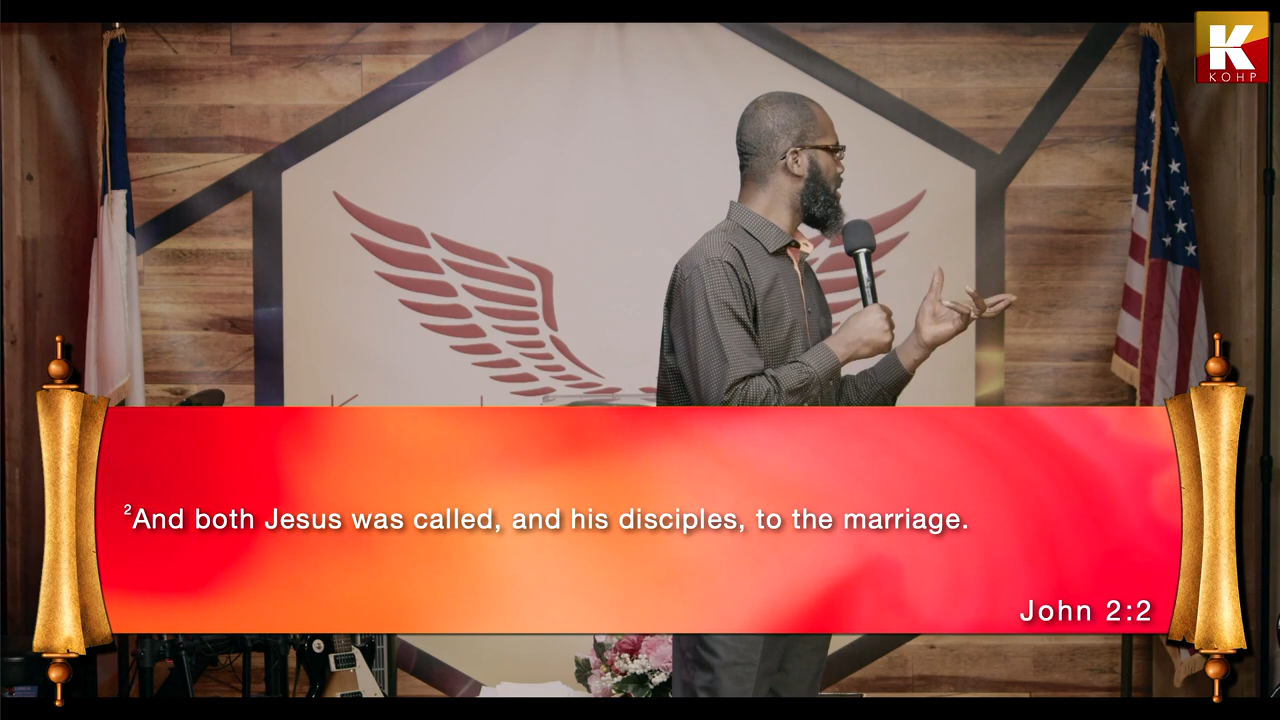 K
KOHP
²And both Jesus was called, and his disciples, to the marriage.
John 2:2